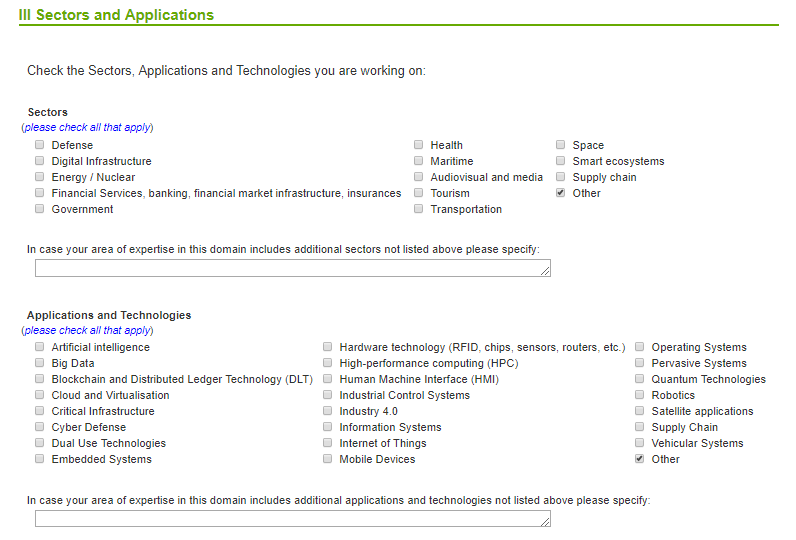 III Sectors and Applications
Check the Sectors, Applications and Technologies you are working on:
Sectors
(please check all that apply)
Defense
Digital Infrastructure
Energy / Nuclear
Financial Services, banking, financial market infrastructure, insurances
Government
Health
Maritime
Audiovisual and media
Tourism
Transportation
Space
Smart ecosystems
Supply chain
Other
In case your area of expertise in this domain includes additional sectors not listed above please specify:
Applications and Technologies
(please check all that apply)
Artificial intelligence
Big Data
Blockchain and Distributed Ledger Technology (DLT)
Cloud and Virtualisation
Critical Infrastructure
Cyber Defense
Dual Use Technologies
Embedded Systems
Hardware technology (RFID, chips, sensors, routers, etc.)
High-performance computing (HPC)
Human Machine Interface (HMI)
Industrial Control Systems
Industry 4.0
Information Systems
Internet of Things
Mobile Devices
Operating Systems
Pervasive Systems
Quantum Technologies
Robotics
Satellite applications
Supply Chain
Vehicular Systems
Other
In case your area of expertise in this domain includes additional applications and technologies not listed above please specify: